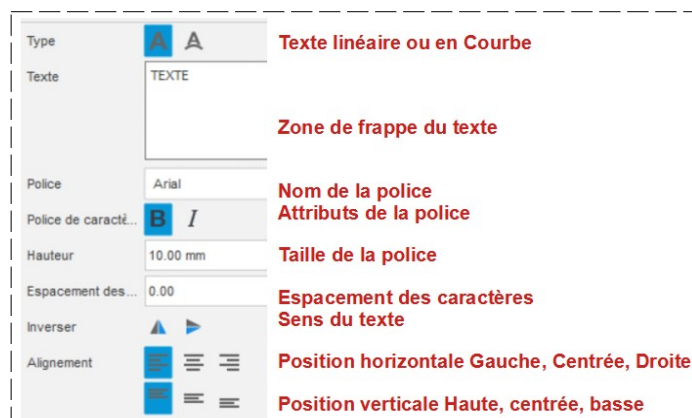 Type A A Texte linéaire ou en Courbe
Texte TEXTE
Zone de frappe du texte
Police Arial Nom de la police
Police de caractè... B I Attributs de la police
Hauteur 10.00 mm Taille de la police
Espacement des... 0.00 Espacement des caractères
Inverser Sens du texte
Alignement Position horizontale Gauche, Centrée, Droite
Position verticale Haute, centrée, basse